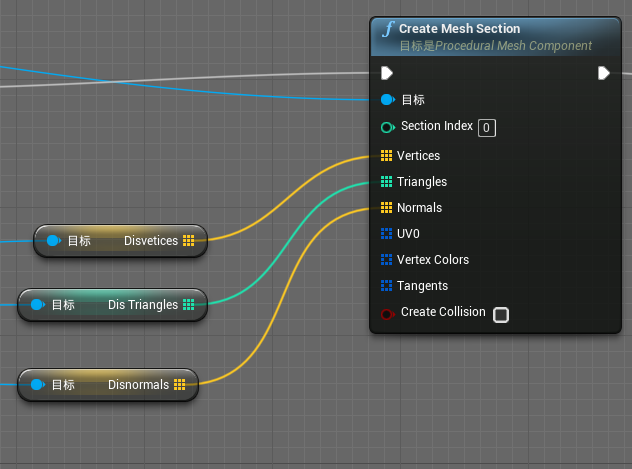 Create Mesh Section
目标是Procedural Mesh Component
目标
Section Index 0
Vertices
Triangles
Normals
UV0
Vertex Colors
Tangents
Create Collision
目标 Disvetices
目标 Dis Triangles
目标 Disnormals